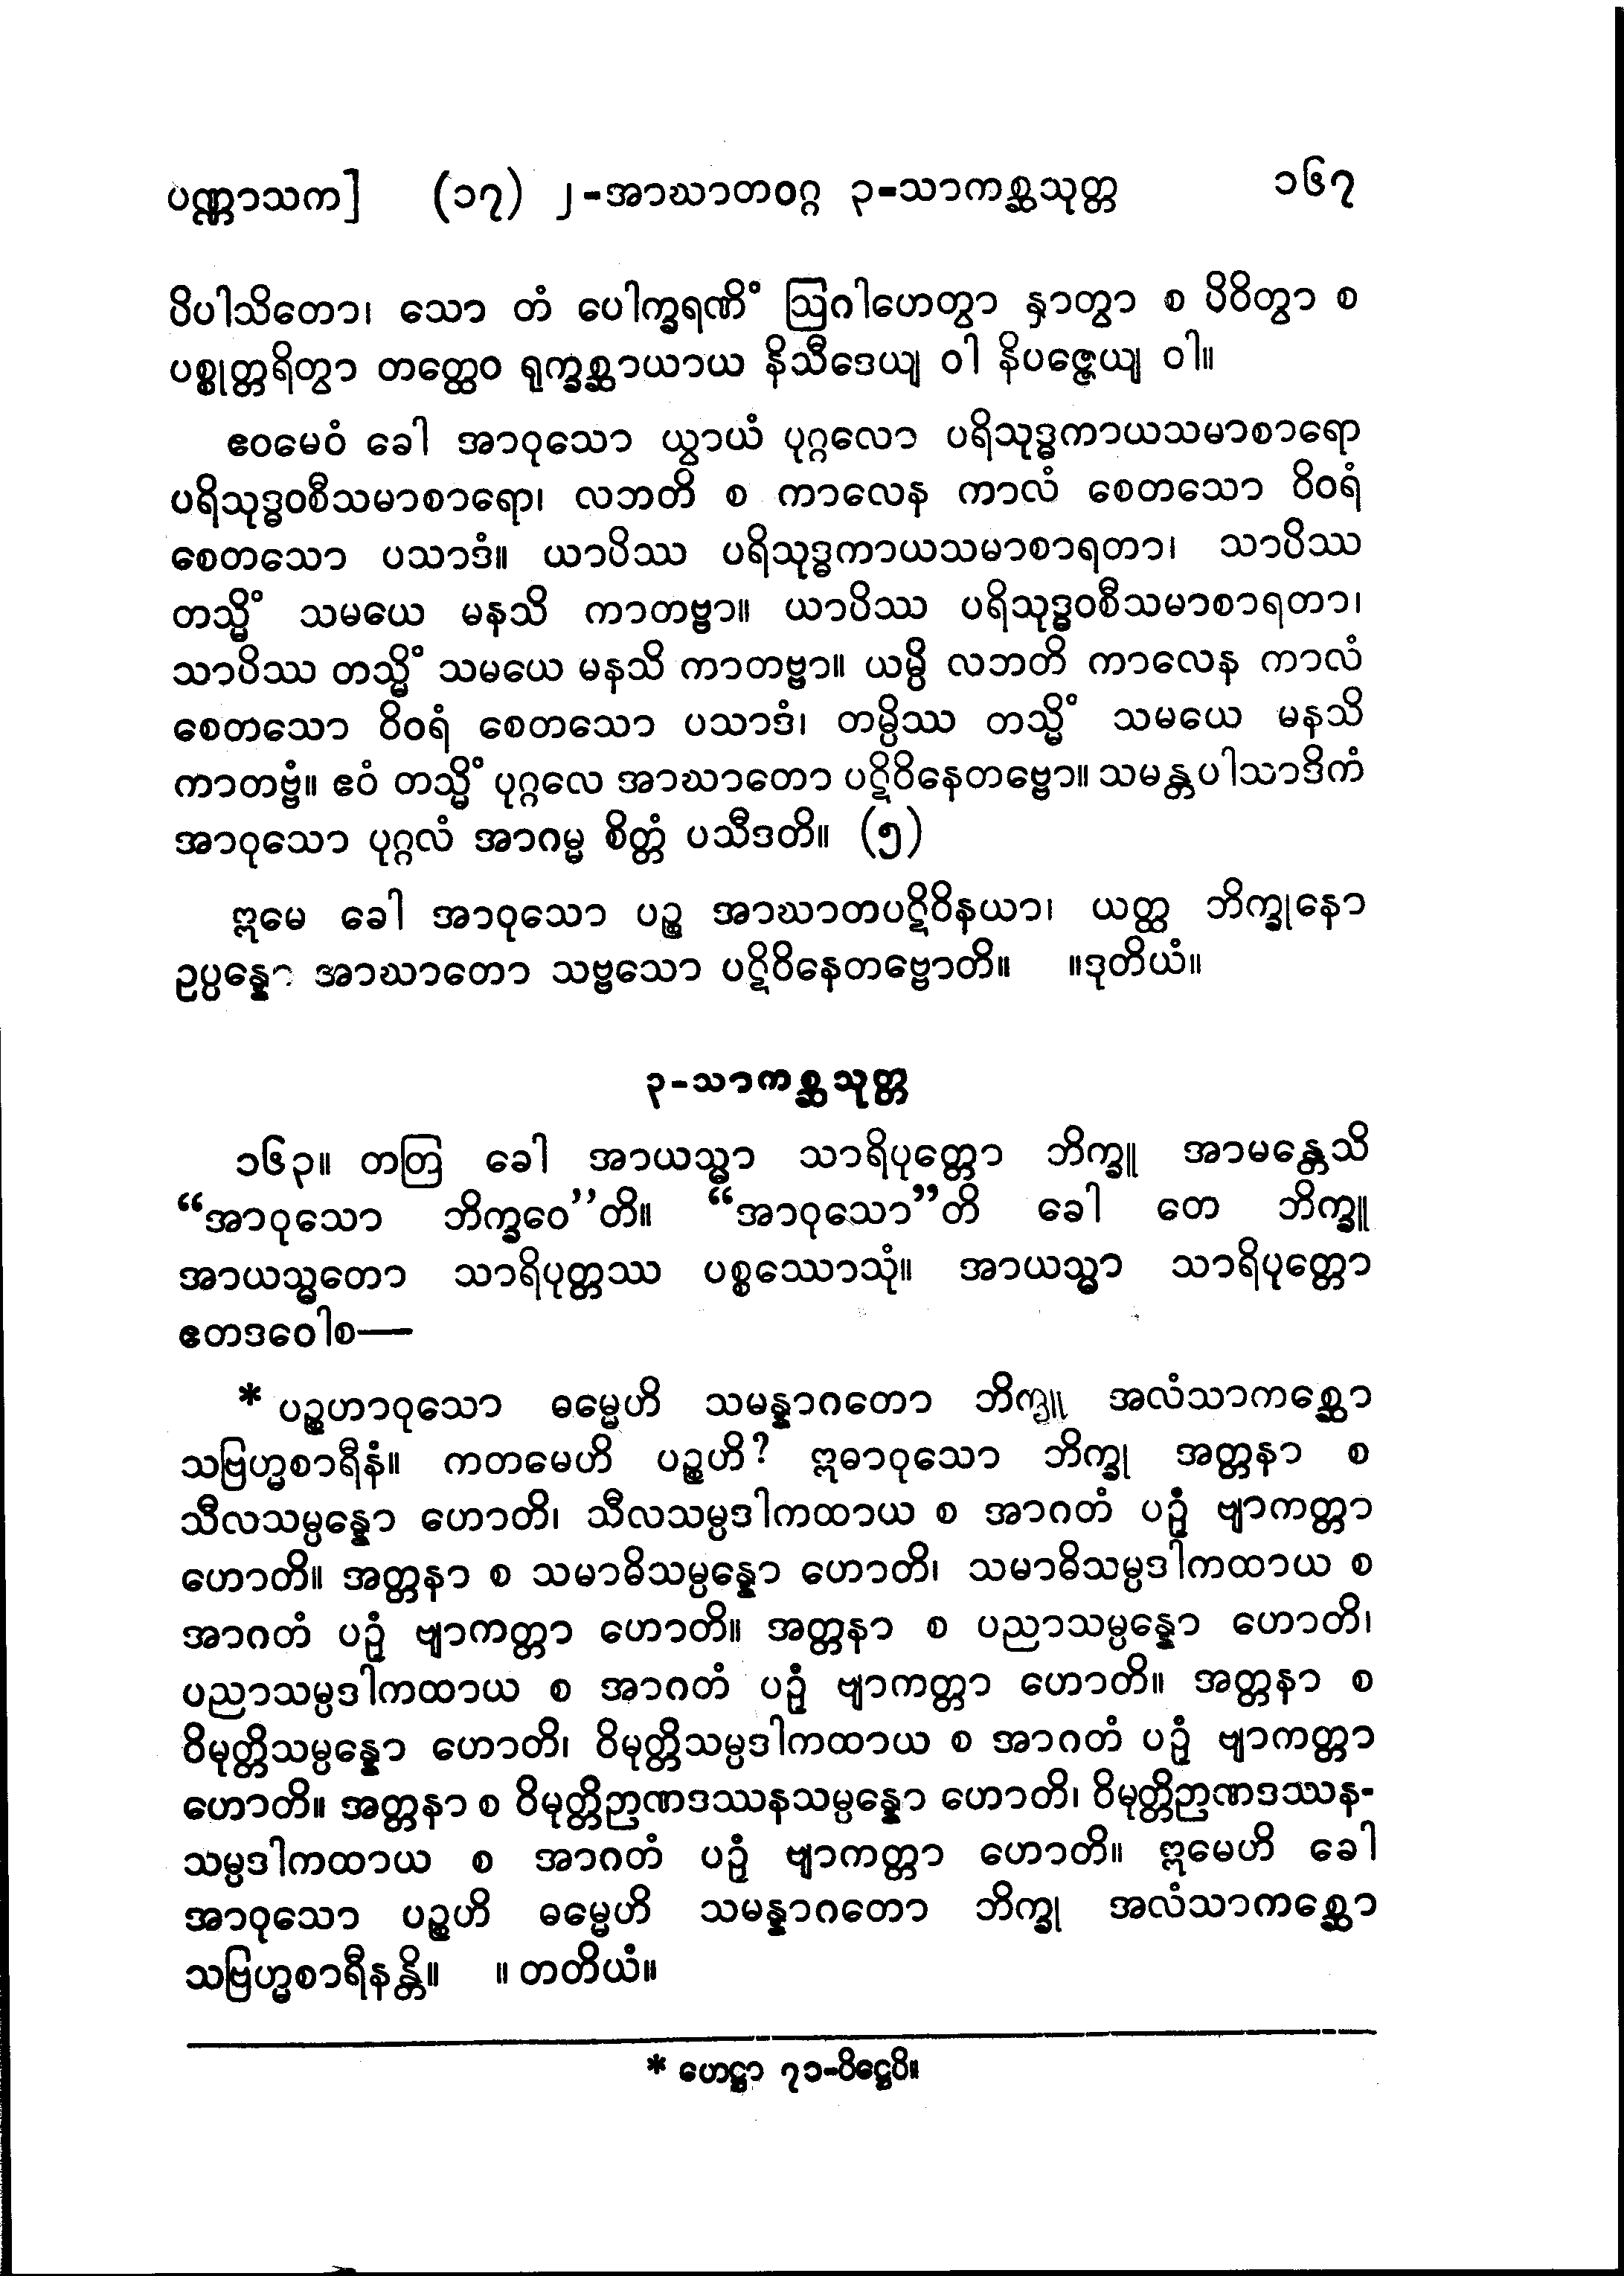 ပဏ္ဏာသက] (၁၇) ၂-အာဃာတဝဂ္ဂ ၃-သာကစ္ဆသုတ္တ ၁၆၇
ပိပါသိတော၊ သော တံ ပေါက္ခရဏိံ ဩဂါဟေတွာ နှာတွာ စ ပိဝိတွာ စ
ပစ္စုတ္တရိတွာ တတ္ထေဝ ရုက္ခစ္ဆာယာယ နိသီဒေယျ ဝါ နိပဇ္ဇေယျ ဝါ။
ဧဝမေဝံ ခေါ အာဝုသော ယွာယံ ပုဂ္ဂလော ပရိသုဒ္ဓကာယသမာစာရော
ပရိသုဒ္ဓဝစီသမာစာရော၊ လဘတိ စ ကာလေန ကာလံ စေတသော ဝိဝရံ
စေတသော ပသာဒံ။ ယာပိဿ ပရိသုဒ္ဓကာယသမာစာရတာ၊ သာပိဿ
တသ္မိံ သမယေ မနသိ ကာတဗ္ဗာ။ ယာပိဿ ပရိသုဒ္ဓဝစီသမာစာရတာ၊
သာပိဿ တသ္မိံ သမယေ မနသိ ကာတဗ္ဗာ။ ယမ္ပိ လဘတိ ကာလေန ကာလံ
စေတသော ဝိဝရံ စေတသော ပသာဒံ၊ တမ္ပိဿ တသ္မိံ သမယေ မနသိ
ကာတဗ္ဗံ။ ဧဝံ တသ္မိံ ပုဂ္ဂလေ အာဃာတော ပဋိဝိနေတဗ္ဗော။ သမန္တပါသာဒိကံ
အာဝုသော ပုဂ္ဂလံ အာဂမ္မ စိတ္တံ ပသီဒတိ။ (၅)
ဣမေ ခေါ အာဝုသော ပဉ္စ အာဃာတပဋိဝိနယာ၊ ယတ္ထ ဘိက္ခုနော
ဥပ္ပန္နော အာဃာတော သဗ္ဗသော ပဋိဝိနေတဗ္ဗောတိ။ ။ဒုတိယံ။
၃-သာကစ္ဆသုတ္တ
၁၆၃။ တတြ ခေါ အာယသ္မာ သာရိပုတ္တော ဘိက္ခူ အာမန္တေသိ
“အာဝုသော ဘိက္ခဝေ”တိ။ “အာဝုသော”တိ ခေါ တေ ဘိက္ခူ
အာယသ္မတော သာရိပုတ္တဿ ပစ္စဿောသုံ။ အာယသ္မာ သာရိပုတ္တော
ဧတဒဝေါစ—
* ပဉ္စဟာဝုသော ဓမ္မေဟိ သမန္နာဂတော ဘိက္ခု အလံသာကစ္ဆော
သဗြဟ္မစာရီနံ။ ကတမေဟိ ပဉ္စဟိ? ဣဓာဝုသော ဘိက္ခု အတ္တနာ စ
သီလသမ္ပန္နော ဟောတိ၊ သီလသမ္ပဒါကထာယ စ အာဂတံ ပဉှံ ဗျာကတ္တာ
ဟောတိ။ အတ္တနာ စ သမာဓိသမ္ပန္နော ဟောတိ၊ သမာဓိသမ္ပဒါကထာယ စ
အာဂတံ ပဉှံ ဗျာကတ္တာ ဟောတိ။ အတ္တနာ စ ပညာသမ္ပန္နော ဟောတိ၊
ပညာသမ္ပဒါကထာယ စ အာဂတံ ပဉှံ ဗျာကတ္တာ ဟောတိ။ အတ္တနာ စ
ဝိမုတ္တိသမ္ပန္နော ဟောတိ၊ ဝိမုတ္တိသမ္ပဒါကထာယ စ အာဂတံ ပဉှံ ဗျာကတ္တာ
ဟောတိ။ အတ္တနာ စ ဝိမုတ္တိဉာဏဒဿနသမ္ပန္နော ဟောတိ၊ ဝိမုတ္တိဉာဏဒဿန-
သမ္ပဒါကထာယ စ အာဂတံ ပဉှံ ဗျာကတ္တာ ဟောတိ။ ဣမေဟိ ခေါ
အာဝုသော ပဉ္စဟိ ဓမ္မေဟိ သမန္နာဂတော ဘိက္ခု အလံသာကစ္ဆော
သဗြဟ္မစာရီနန္တိ။ ။တတိယံ။
* ဟေဋ္ဌာ ၇၁-ပိဋ္ဌေပိ။